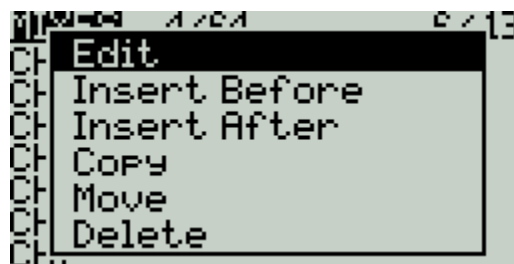 Edit
Insert Before
Insert After
Copy
Move
Delete